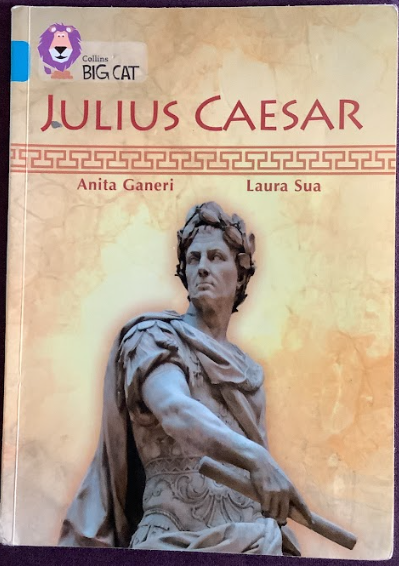 Collins
BIG CAT
JULIUS CAESAR
Anita Ganeri Laura Sua